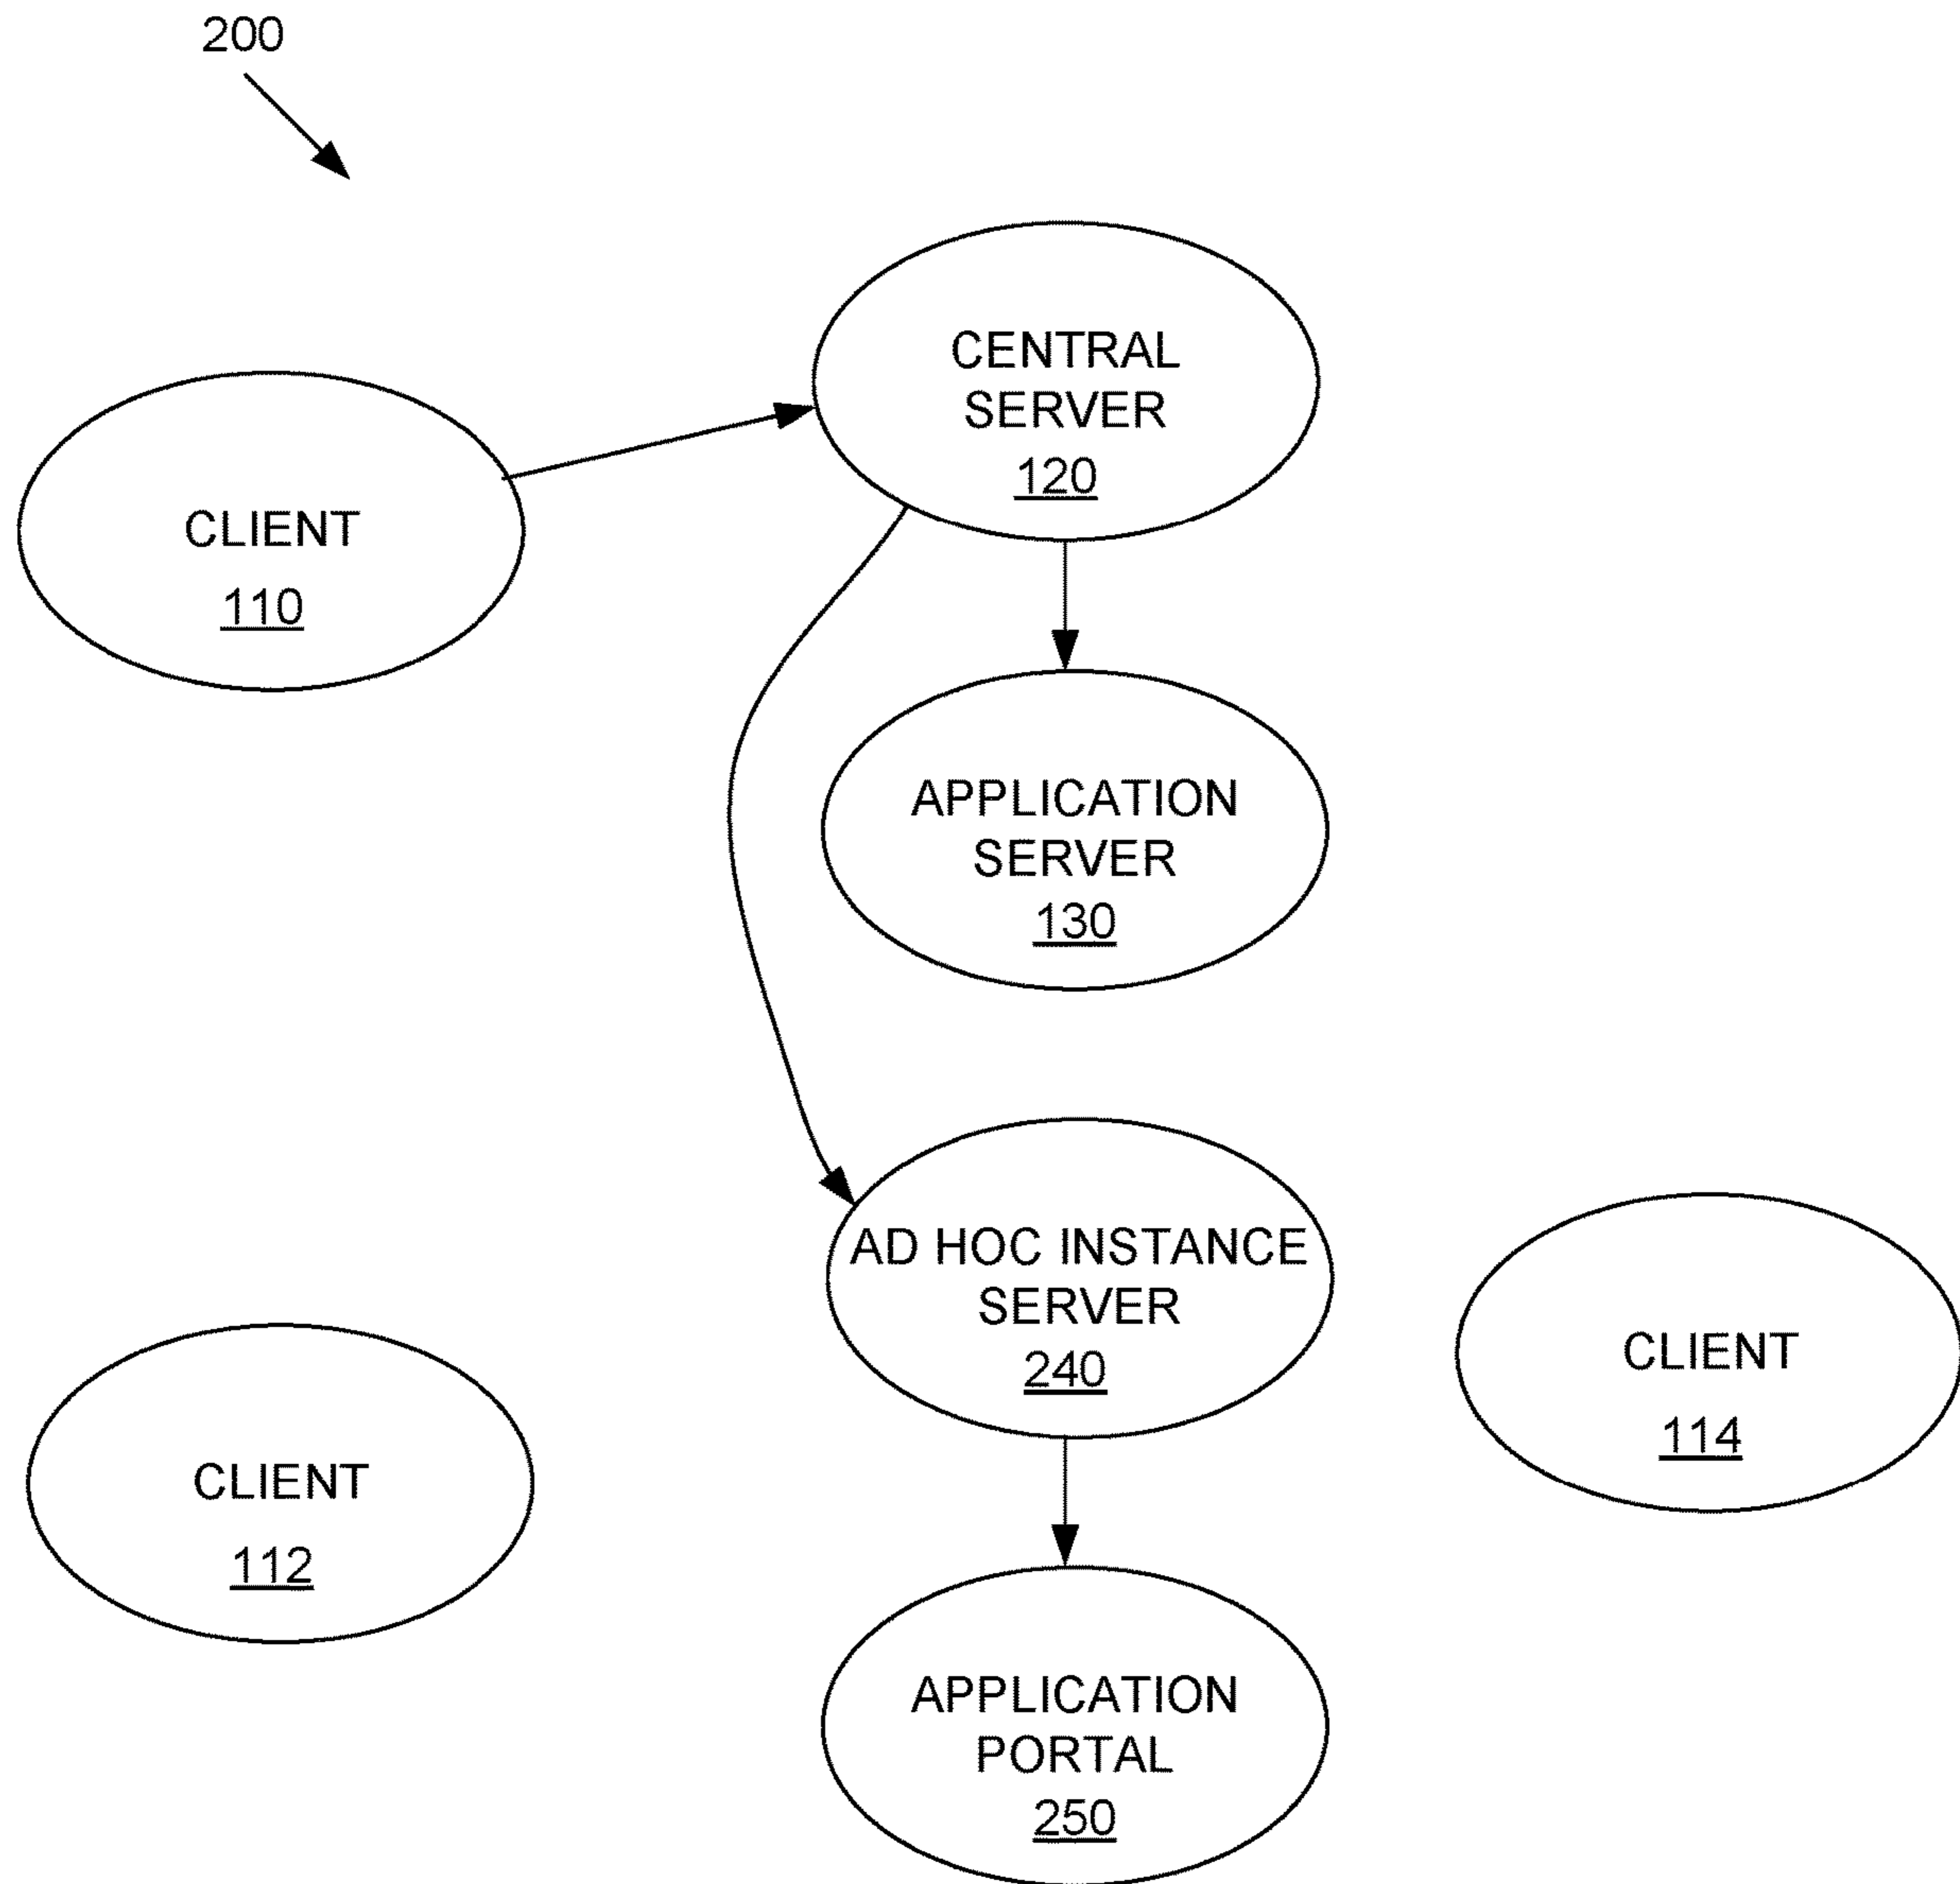 200
CENTRAL
SERVER
120
CLIENT
110
APPLICATION
SERVER
130
AD HOC INSTANCE
SERVER
240
CLIENT
114
CLIENT
112
APPLICATION
PORTAL
250